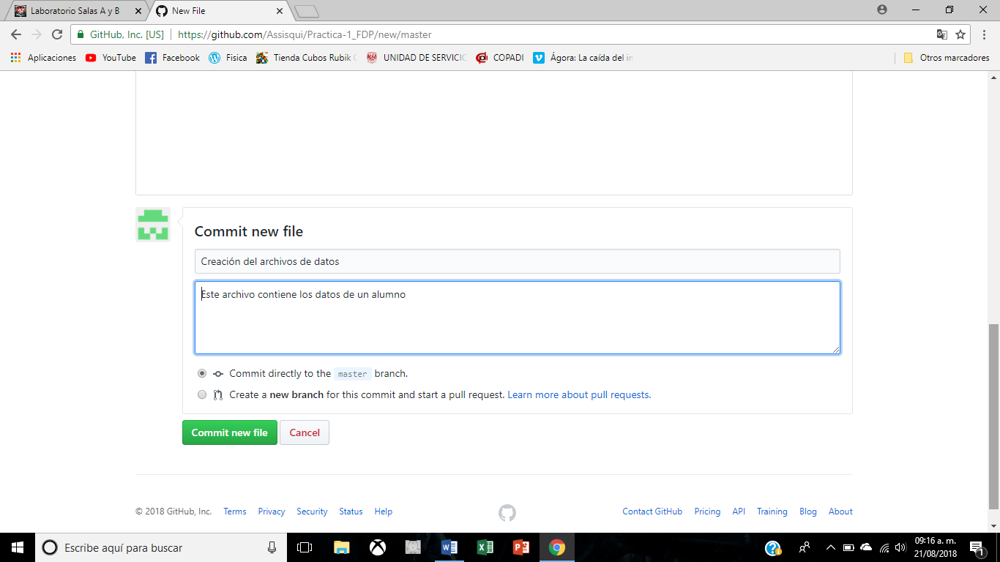 Laboratorio Salas A y B
New File
GitHub, Inc. [US]
https://github.com/Assisqui/Practica-1_FDP/new/master
Aplicaciones
YouTube
Facebook
Fisica
Tienda Cubos Rubik
UNIDAD DE SERVICIO
COPADI
Ágora: La caída del in
Otros marcadores
Commit new file
Creación del archivos de datos
Este archivo contiene los datos de un alumno
Commit directly to the master branch.
Create a new branch for this commit and start a pull request. Learn more about pull requests.
Commit new file
Cancel
© 2018 GitHub, Inc. Terms Privacy Security Status Help
Contact GitHub Pricing API Training Blog About
Escribe aquí para buscar
09:16 a. m.
21/08/2018
1